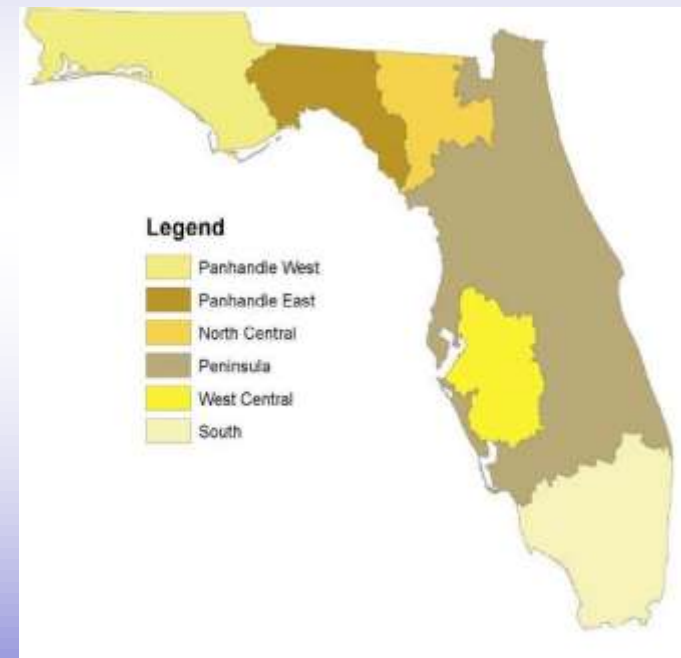 Legend
Panhandle West
Panhandle East
North Central
Peninsula
West Central
South